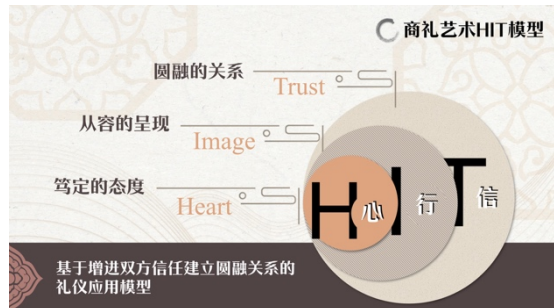 商礼艺术HIT模型
圆融的关系
Trust
从容的呈现
Image
笃定的态度
Heart
HIT
心 行 信
基于增进双方信任建立圆融关系的
礼仪应用模型